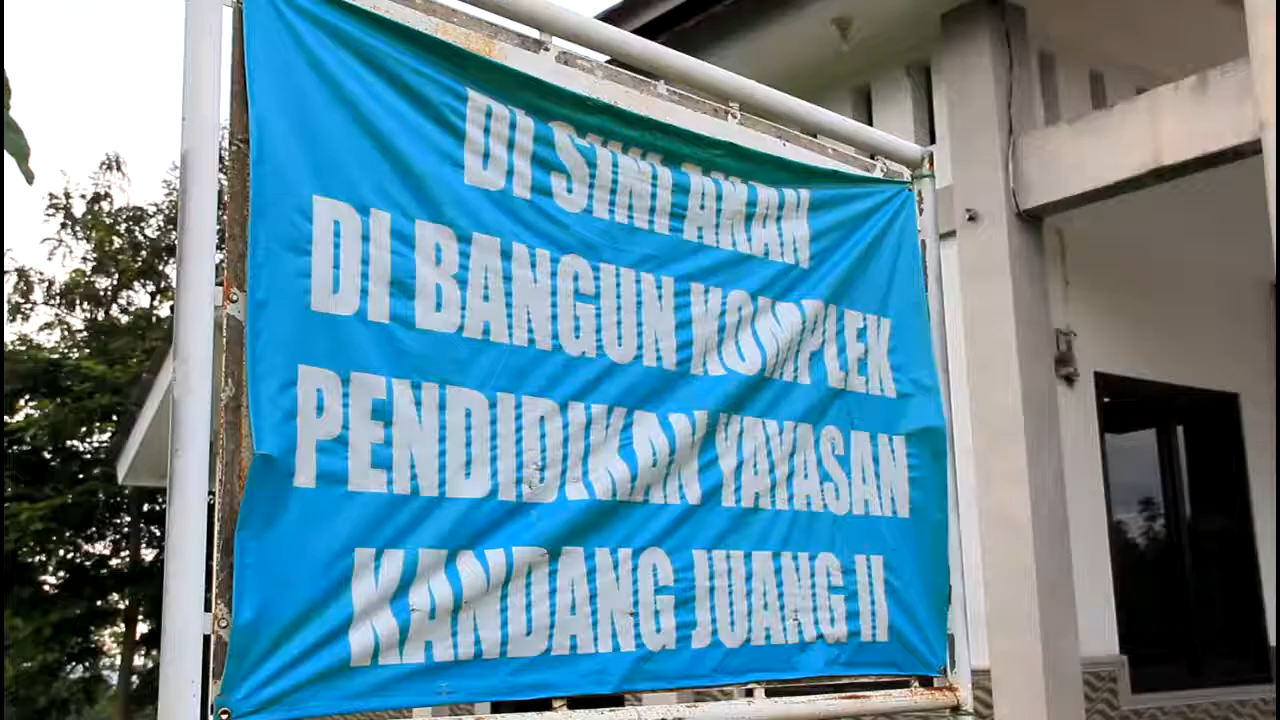 DI SINI AKAN
DI BANGUN KOMPLEK
PENDIDIKAN YAYASAN
KANDANG JUANG II